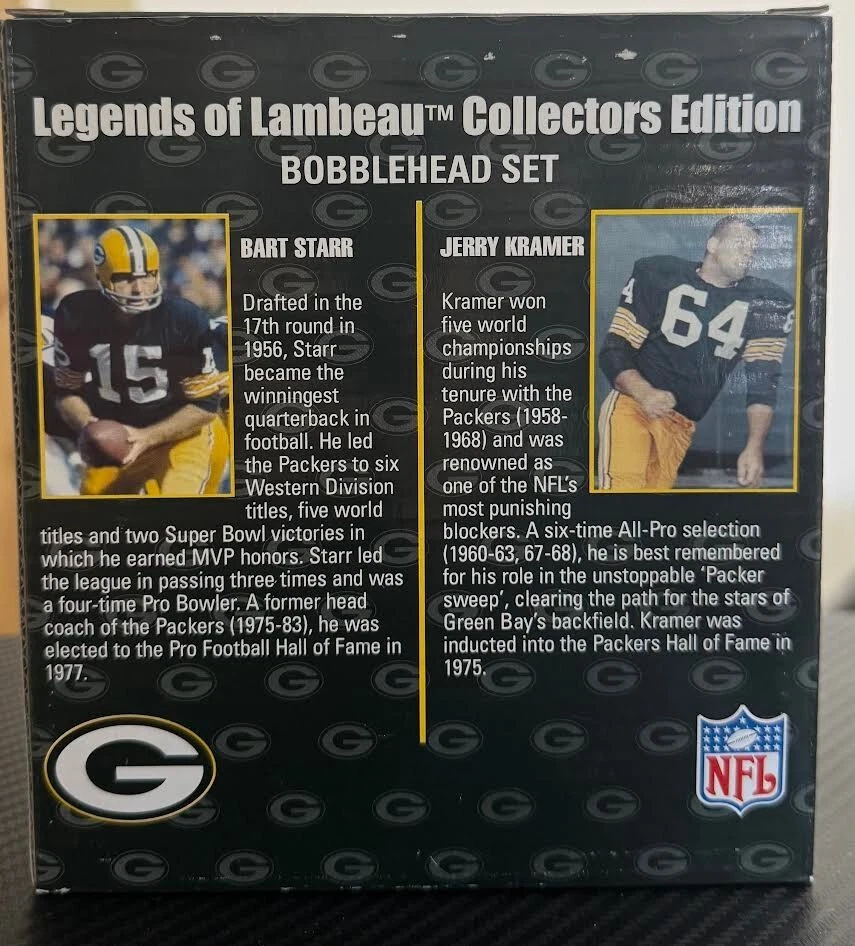 Legends of Lambeau™ Collectors Edition
BOBBLEHEAD SET
BART STARR
Drafted in the
17th round in
1956, Starr
became the
winningest
quarterback in
football. He led
the Packers to six
Western Division
titles, five world
titles and two Super Bowl victories in
which he earned MVP honors. Starr led
the league in passing three times and was
a four-time Pro Bowler. A former head
coach of the Packers (1975-83), he was
elected to the Pro Football Hall of Fame in
1977.
15
JERRY KRAMER
Kramer won
five world
championships
during his
tenure with the
Packers (1958-
1968) and was
renowned as
one of the NFL's
most punishing
blockers. A six-time All-Pro selection
(1960-63, 67-68), he is best remembered
for his role in the unstoppable ‘Packer
sweep’, clearing the path for the stars of
Green Bay's backfield. Kramer was
inducted into the Packers Hall of Fame in
1975.
64
G
NFL